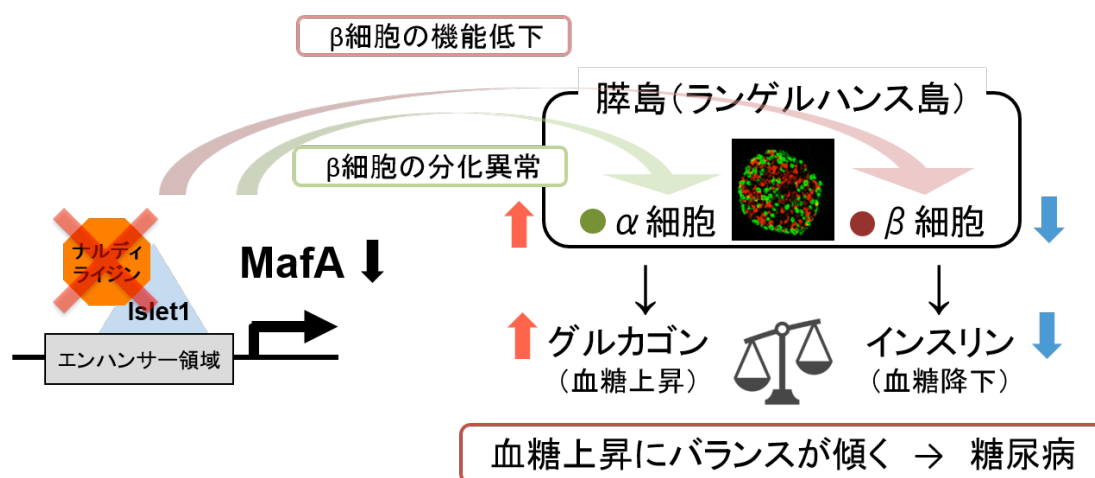 β細胞の機能低下
膵島（ランゲルハンス島）
β細胞の分化異常
α細胞
β細胞
ナルディ
ライジン
Islet1
MafA
エンハンサー領域
グルカゴン
（血糖上昇）
インスリン
（血糖降下）
血糖上昇にバランスが傾く → 糖尿病